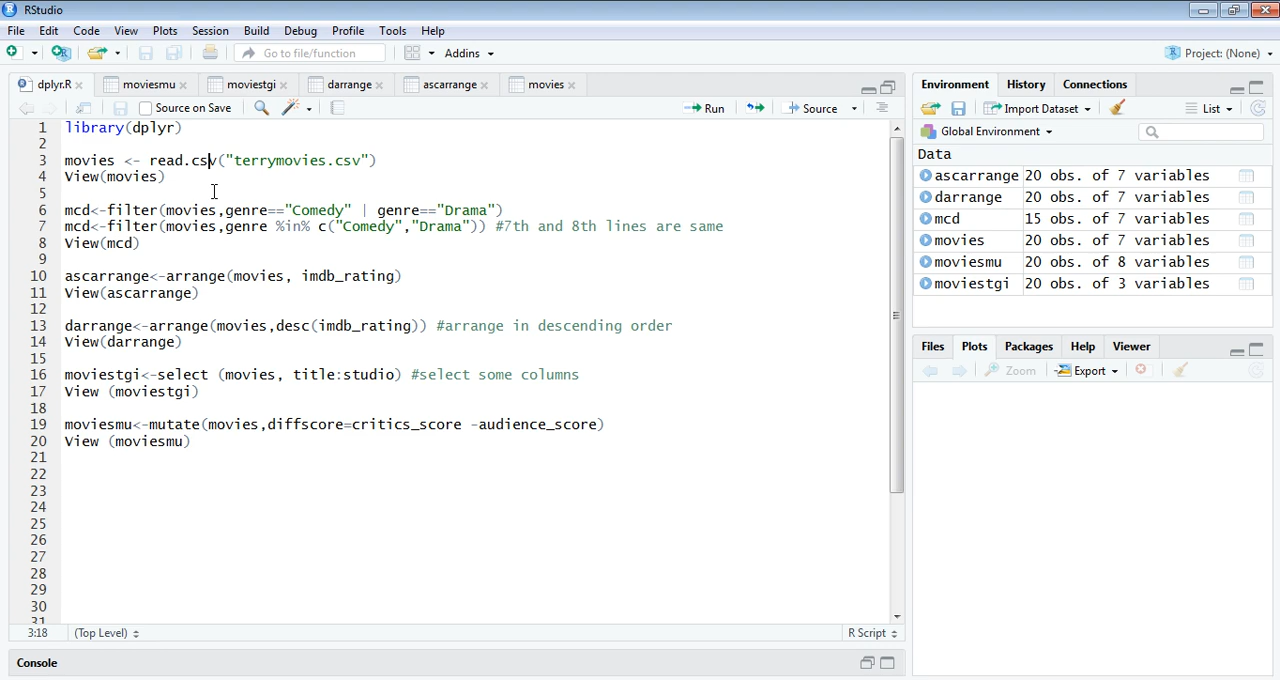 RStudio
File Edit Code View Plots Session Build Debug Profile Tools Help
Go to file/function Addins Project: (None)
dplyr.R moviesmu moviestgi darrange ascarrange movies
Source on Save Run Source
1 library(dplyr)
2
3 movies <- read.csv("terrymovies.csv")
4 View(movies)
5
6 mcd<-filter(movies,genre=="Comedy" | genre=="Drama")
7 mcd<-filter(movies,genre %in% c("Comedy","Drama")) #7th and 8th lines are same
8 View(mcd)
9
10 ascarrange<-arrange(movies, imdb_rating)
11 View(ascarrange)
12
13 darrange<-arrange(movies,desc(imdb_rating)) #arrange in descending order
14 View(darrange)
15
16 moviestgi<-select (movies, title:studio) #select some columns
17 View (moviestgi)
18
19 moviesmu<-mutate(movies,diffscore=critics_score -audience_score)
20 View (moviesmu)
21
22
23
24
25
26
27
28
29
30
31
3:18 (Top Level) R Script
Console
Environment History Connections
Import Dataset List
Global Environment
Data
ascarrange 20 obs. of 7 variables
darrange 20 obs. of 7 variables
mcd 15 obs. of 7 variables
movies 20 obs. of 7 variables
moviesmu 20 obs. of 8 variables
moviestgi 20 obs. of 3 variables
Files Plots Packages Help Viewer
Zoom Export